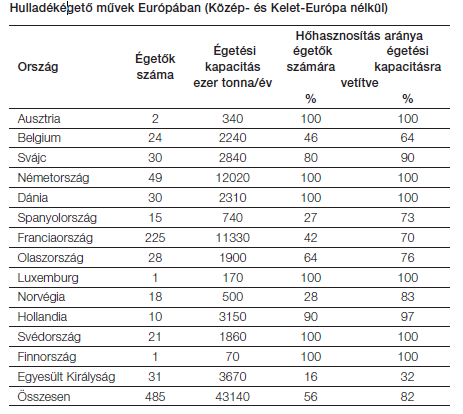 Hulladékégető művek Európában (Közép- és Kelet-Európa nélkül)
Ország Égetők száma Égetési kapacitás ezer tonna/év Hőhasznosítás aránya égetők számára égetési kapacitásra vetítve
% %
Ausztria 2 340 100 100
Belgium 24 2240 46 64
Svájc 30 2840 80 90
Németország 49 12020 100 100
Dánia 30 2310 100 100
Spanyolország 15 740 27 73
Franciaország 225 11330 42 70
Olaszország 28 1900 64 76
Luxemburg 1 170 100 100
Norvégia 18 500 28 83
Hollandia 10 3150 90 97
Svédország 21 1860 100 100
Finnország 1 70 100 100
Egyesült Királyság 31 3670 16 32
Összesen 485 43140 56 82